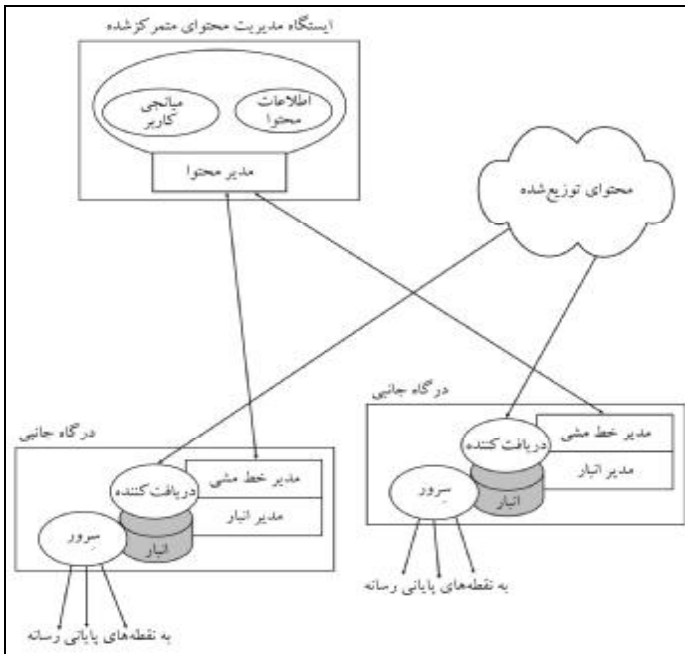 ایستگاه مدیریت محتوای متمرکزشده
اطلاعات
محتوا
میانجی
کاربر
مدیر محتوا
محتوای توزیع‌شده
درگاه جانبی
دریافت‌کننده
مدیر خط مشی
مدیر انبار
سِرور
انبار
به نقطه‌های پایانی رسانه
درگاه جانبی
دریافت‌کننده
مدیر خط مشی
مدیر انبار
سِرور
انبار
به نقطه‌های پایانی رسانه